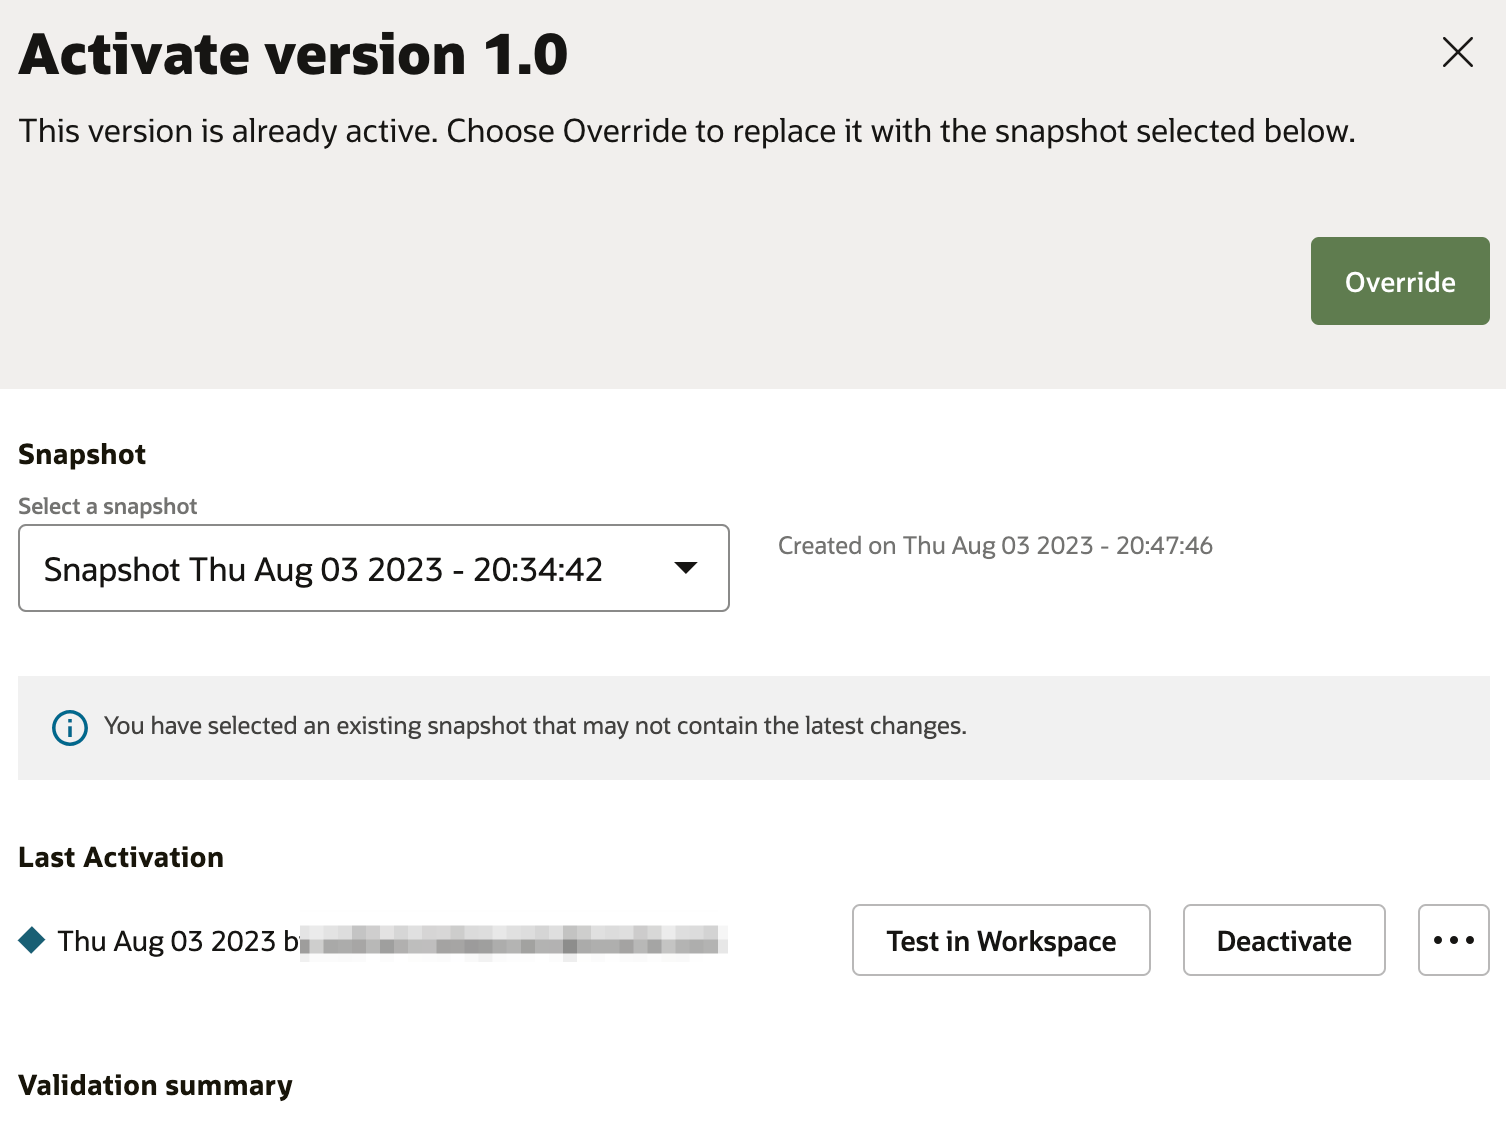 Activate version 1.0
This version is already active. Choose Override to replace it with the snapshot selected below.
Override
Snapshot
Select a snapshot
Snapshot Thu Aug 03 2023 - 20:34:42
Created on Thu Aug 03 2023 - 20:47:46
You have selected an existing snapshot that may not contain the latest changes.
Last Activation
Thu Aug 03 2023
Test in Workspace
Deactivate
Validation summary